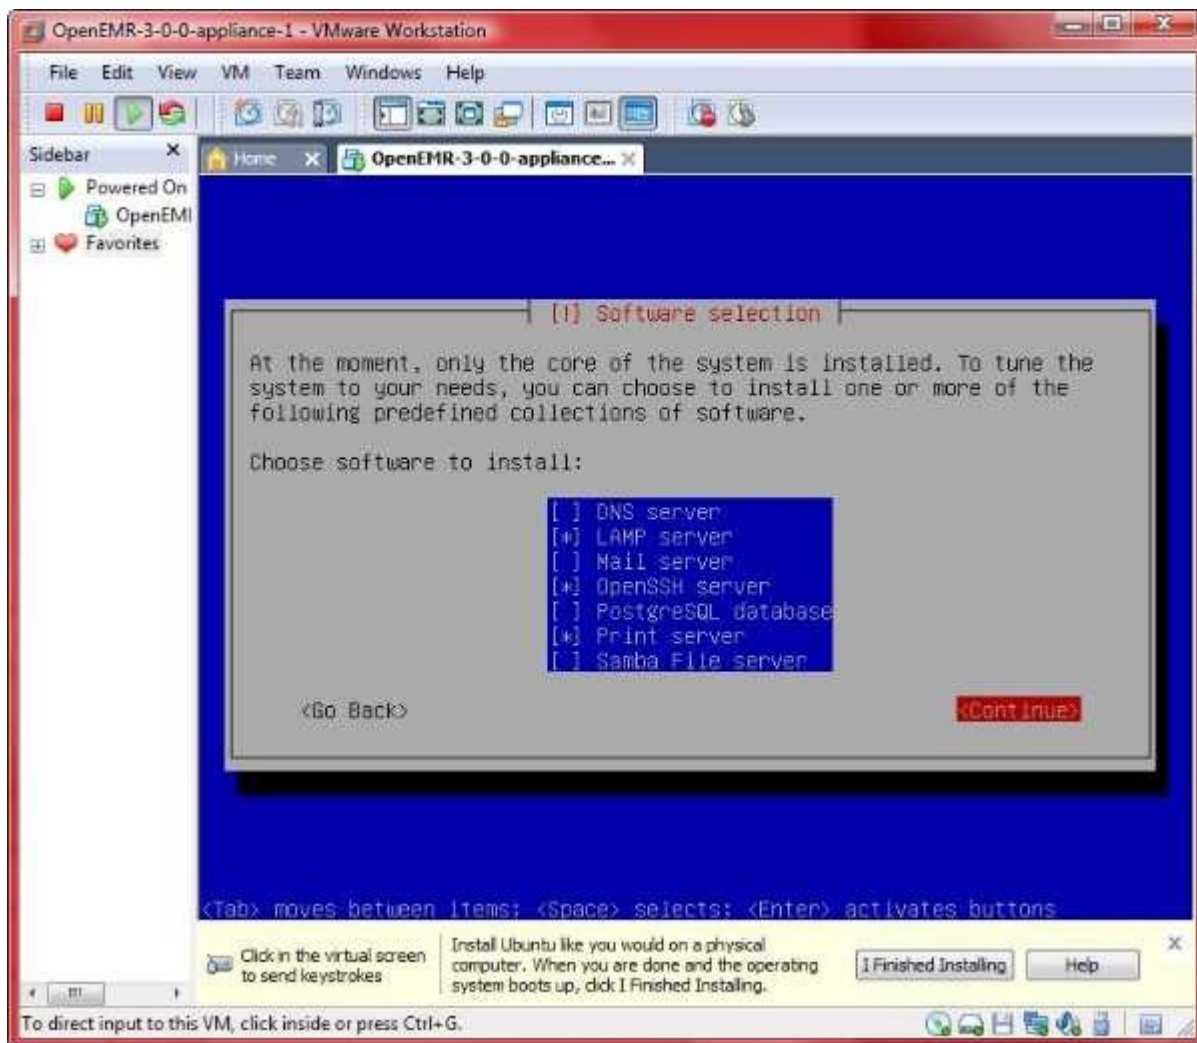 OpenEMR-3-0-0-appliance-1 - VMware Workstation
File Edit View VM Team Windows Help
Sidebar
Home
OpenEMR-3-0-0-appliance...
Powered On
OpenEMI
Favorites
[!] Software selection
At the moment, only the core of the system is installed. To tune the
system to your needs, you can choose to install one or more of the
following predefined collections of software.
Choose software to install:
[ ] DNS server
[*] LAMP server
[ ] Mail server
[*] OpenSSH server
[ ] PostgreSQL database
[*] Print server
[ ] Samba File server
<Go Back> <Continue>
<Tab> moves between items; <Space> selects; <Enter> activates buttons
Click in the virtual screen
to send keystrokes
Install Ubuntu like you would on a physical
computer. When you are done and the operating
system boots up, click I Finished Installing.
I Finished Installing
Help
To direct input to this VM, click inside or press Ctrl+G.